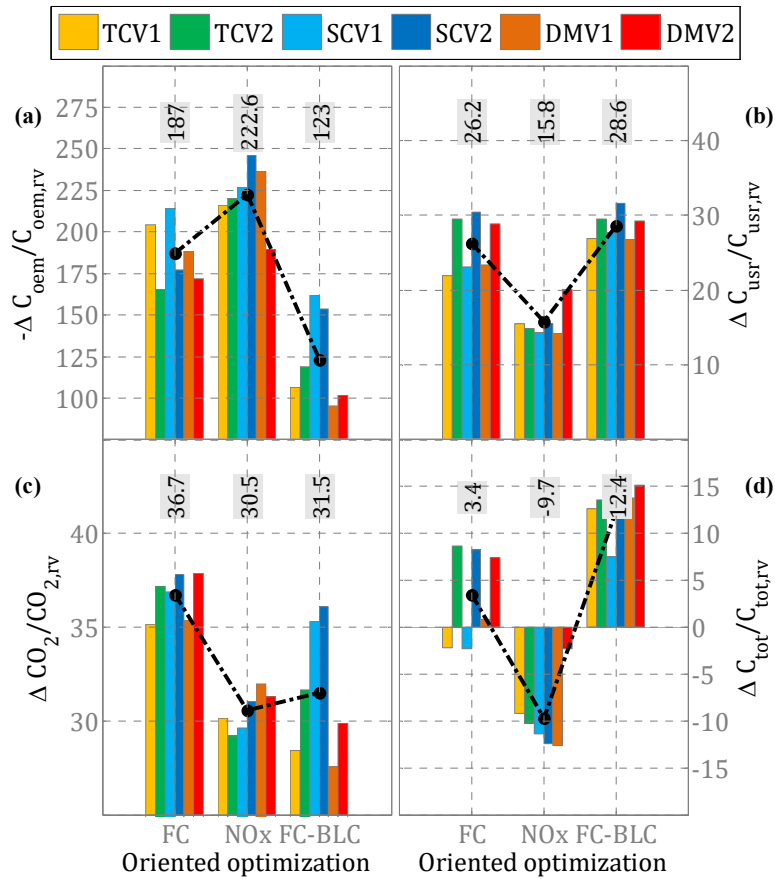 TCV1 TCV2 SCV1 SCV2 DMV1 DMV2
(a)
-Δ C_oem/C_oem,rv
275
250
225
200
175
150
125
100
187
222.6
123
(b)
Δ C_usr/C_usr,rv
40
30
20
10
26.2
15.8
28.6
(c)
Δ CO_2/CO_2,rv
40
35
30
36.7
30.5
31.5
(d)
Δ C_tot/C_tot,rv
15
10
5
0
-5
-10
-15
3.4
-9.7
12.4
FC NOx FC-BLC
Oriented optimization
FC NOx FC-BLC
Oriented optimization